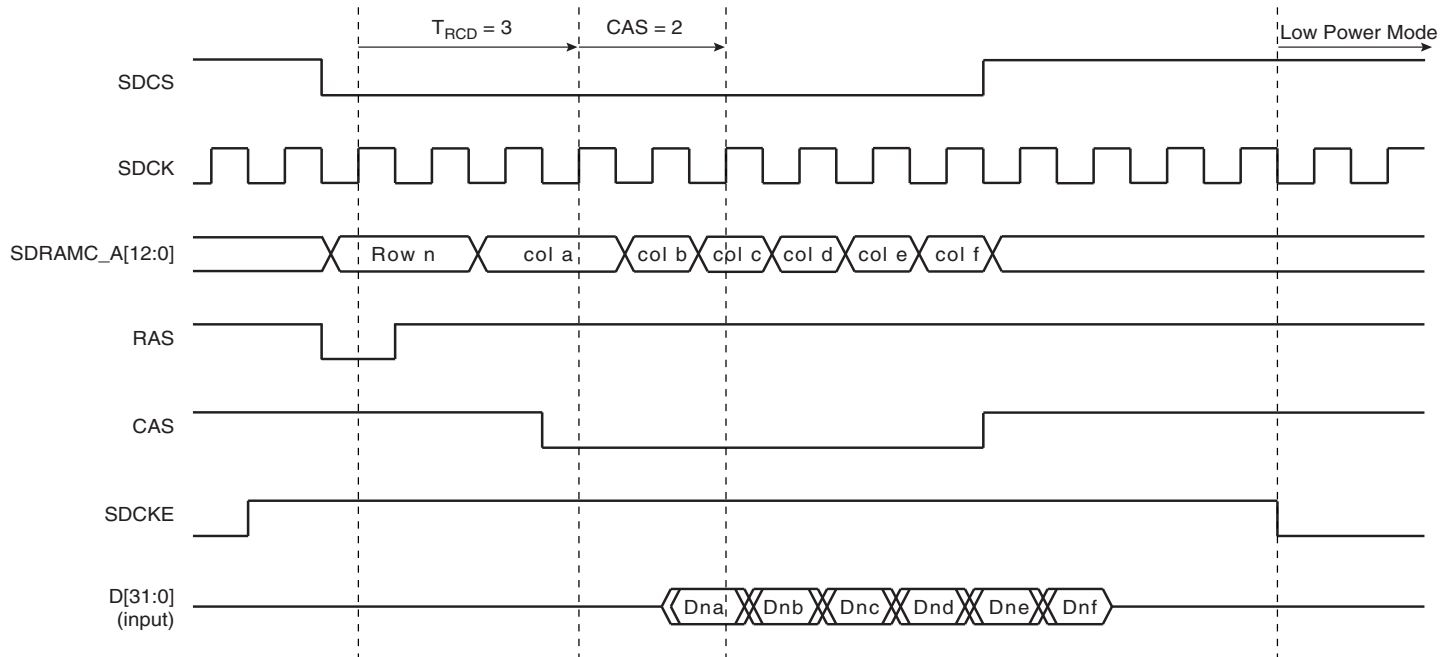 T_RCD = 3
CAS = 2
Low Power Mode
SDCS
SDCK
SDRAMC_A[12:0]
Row n
col a
col b
col c
col d
col e
col f
RAS
CAS
SDCKE
D[31:0]
(input)
Dna
Dnb
Dnc
Dnd
Dne
Dnf